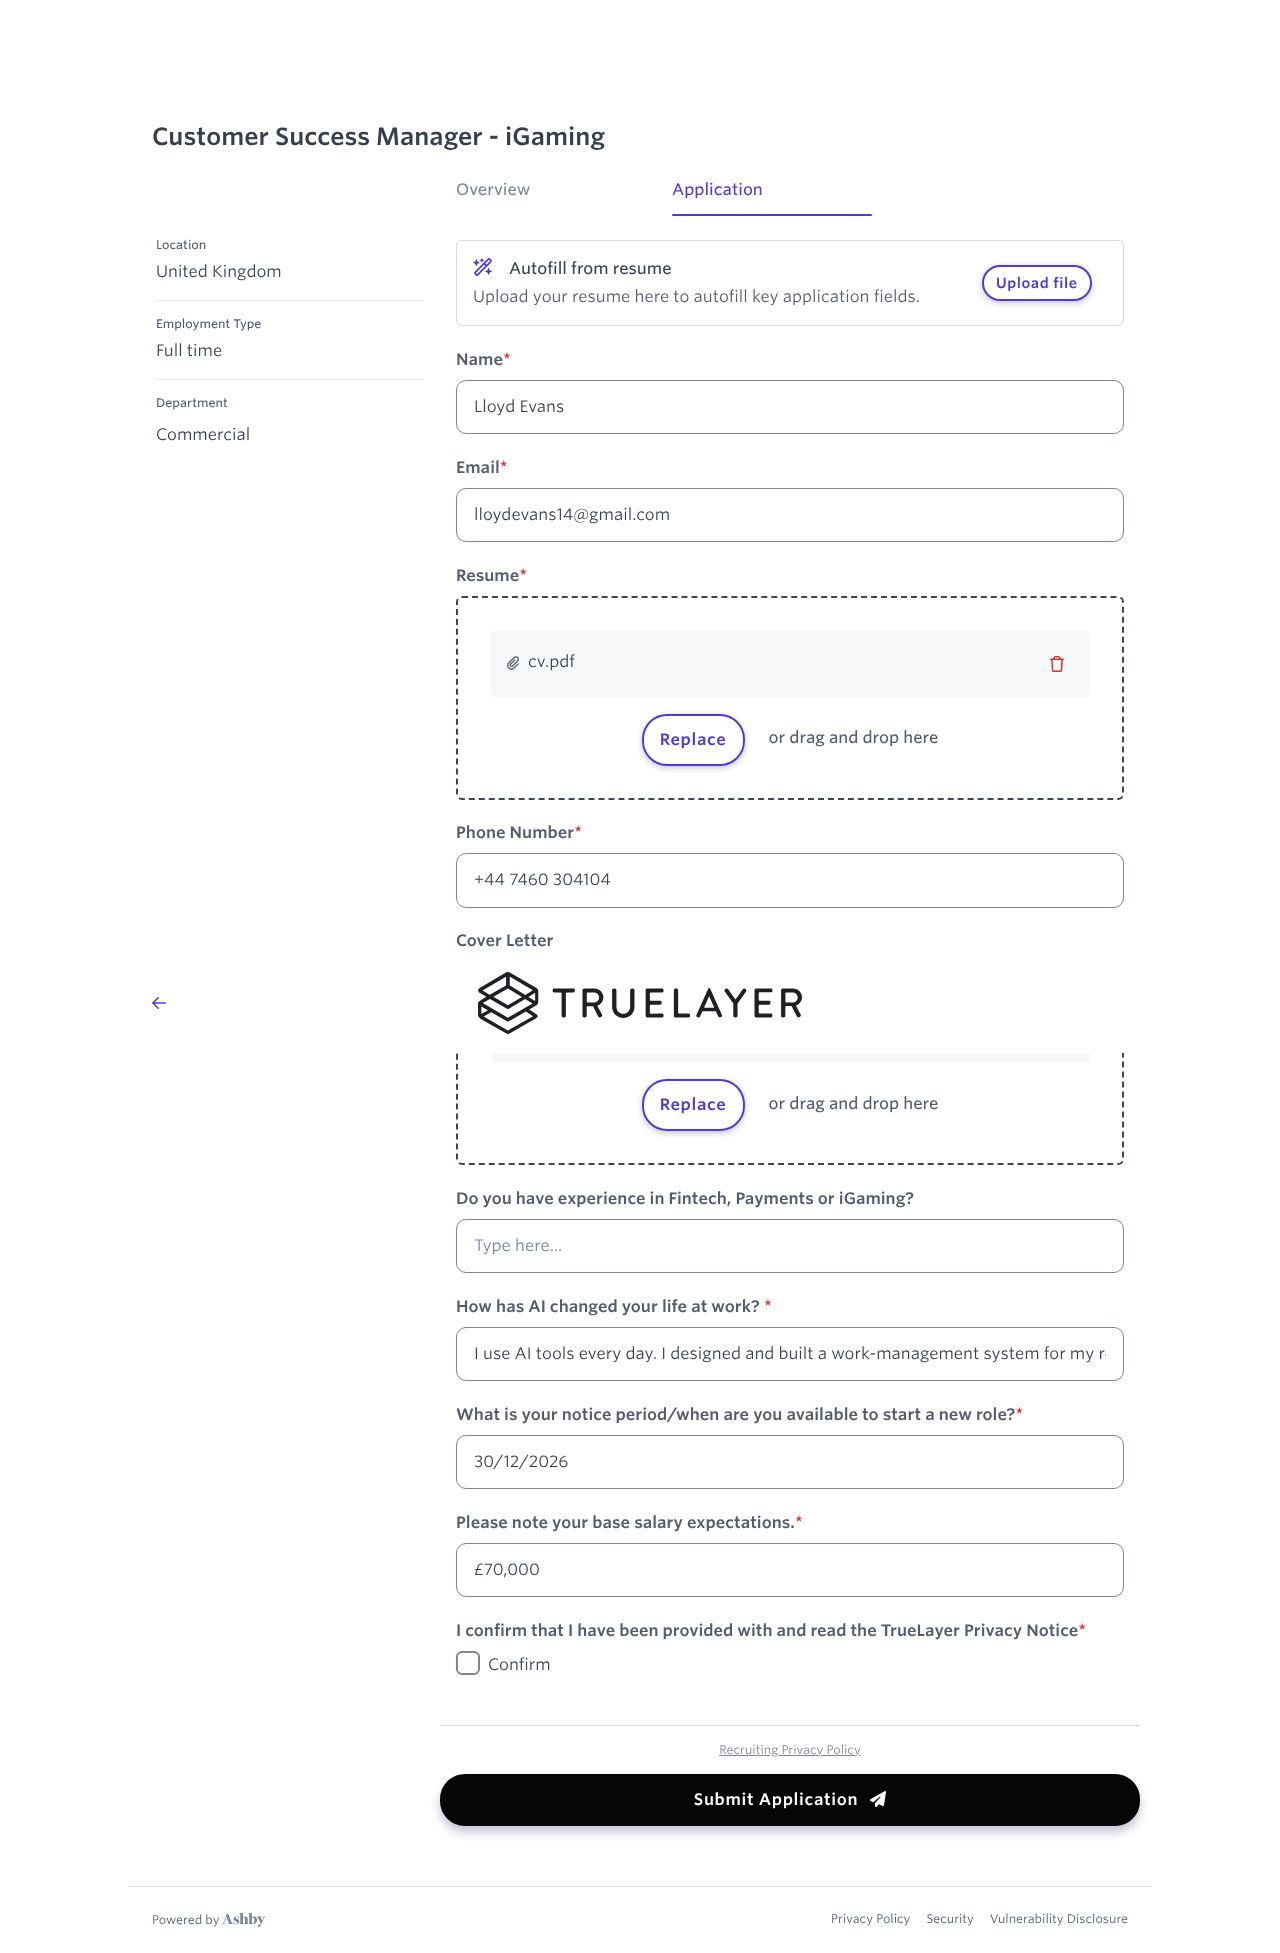 Customer Success Manager - iGaming
Overview
Application
Location
United Kingdom
Employment Type
Full time
Department
Commercial
Autofill from resume
Upload your resume here to autofill key application fields.
Upload file
Name*
Lloyd Evans
Email*
lloydevans14@gmail.com
Resume*
cv.pdf
Replace
or drag and drop here
Phone Number*
+44 7460 304104
Cover Letter
TRUELAYER
Replace
or drag and drop here
Do you have experience in Fintech, Payments or iGaming?
Type here...
How has AI changed your life at work? *
I use AI tools every day. I designed and built a work-management system for my
What is your notice period/when are you available to start a new role?*
30/12/2026
Please note your base salary expectations.*
£70,000
I confirm that I have been provided with and read the TrueLayer Privacy Notice*
Confirm
Recruiting Privacy Policy
Submit Application
Powered by Ashby
Privacy Policy
Security
Vulnerability Disclosure